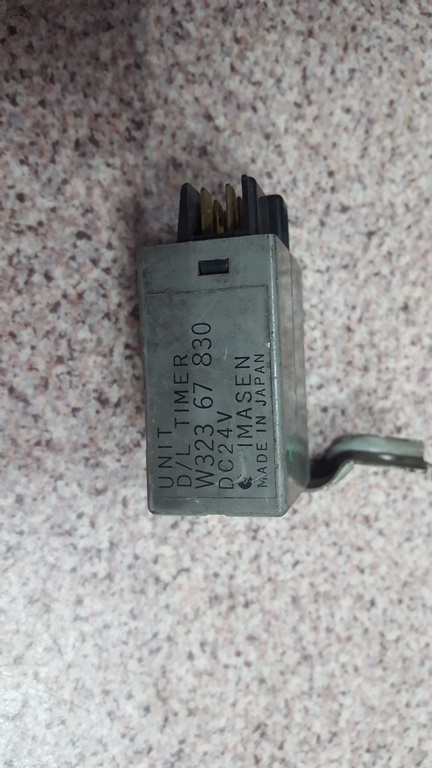 UNIT
D/L TIMER
W323 67 830
DC24V
IMASEN
MADE IN JAPAN